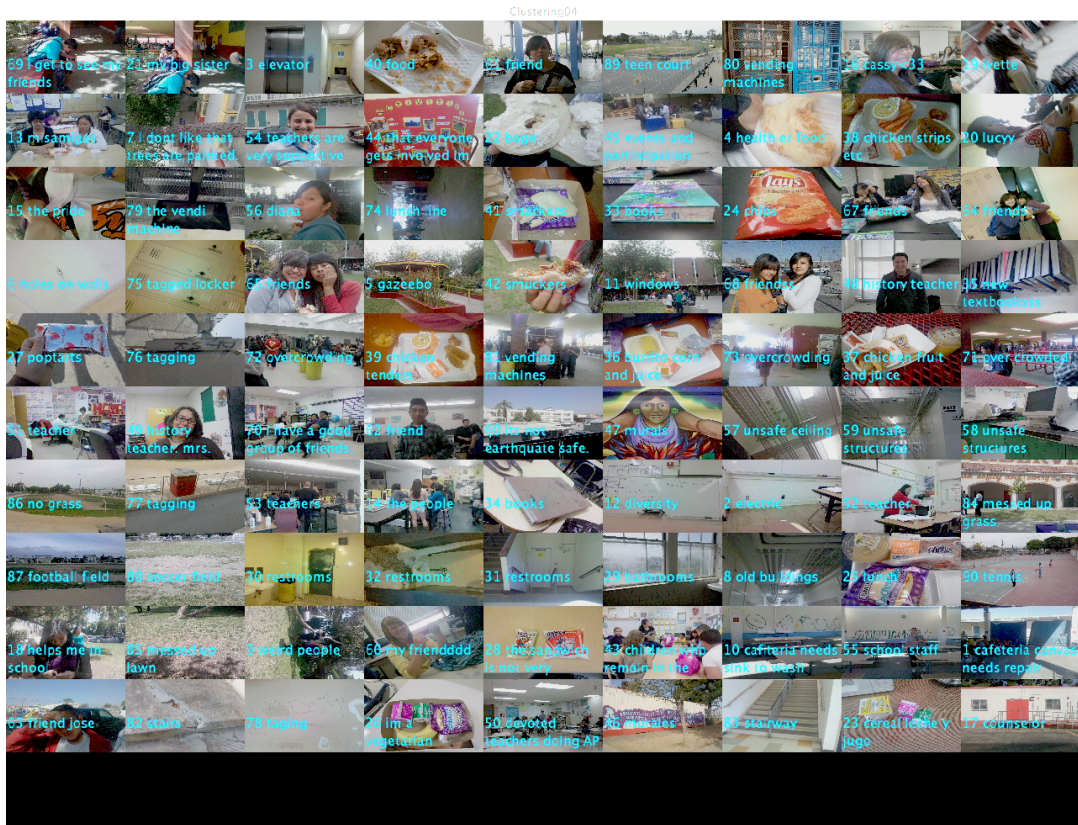 Clustering04
69 I get to see my
friends
21 my big sister
3 elevator
40 food
61 friend
89 teen court
80 vending
machines
16 cassy <33
19 ivette
13 m samigas
7 I dont like that
trees are painted.
54 teachers are
very supportive
44 that everyone
gets involved in
22 bagel
45 events and
participation
4 healthier food
38 chicken strips
etc
20 lucyy
15 the pride
79 the vendi
machine
56 diana
74 lunch line
41 smuckers
33 books
24 chips
67 friends
64 friends
6 holes on walls
75 tagged locker
65 friends
5 gazeebo
42 smuckers
11 windows
68 friendss
48 history teacher
35 new
textbooksss
27 poptarts
76 tagging
72 overcrowding
39 chicken
tenders
81 vending
machines
36 burrito corn
and juice
73 overcrowding
37 chicken fruit
and juice
71 over crowded
51 teacher
49 history
teacher. mrs.
70 i have a good
group of friends.
62 friend
its not
earthquate safe.
47 murals
57 unsafe ceiling
59 unsafe
structures
58 unsafe
structures
86 no grass
77 tagging
53 teachers
14 the people
34 books
12 diversity
2 electric
52 teacher
84 messed up
grass
87 football field
88 soccer field
30 restrooms
32 restrooms
31 restrooms
29 bathrooms
8 old buildings
25 lunch
90 tennis
18 helps me in
school
85 messed up
lawn
9 weird people
66 my friendddd
28 the sandwich
is not very
43 children who
remain in the
10 cafiteria needs
sink to wash
55 school staff
1 cafeteria canvas
needs repair
63 friend jose
82 stairs
78 taging
26 im a
vegetarian
50 devoted
teachers doing AP
46 morales
83 stairway
23 cereal leche y
jugo
17 counselor